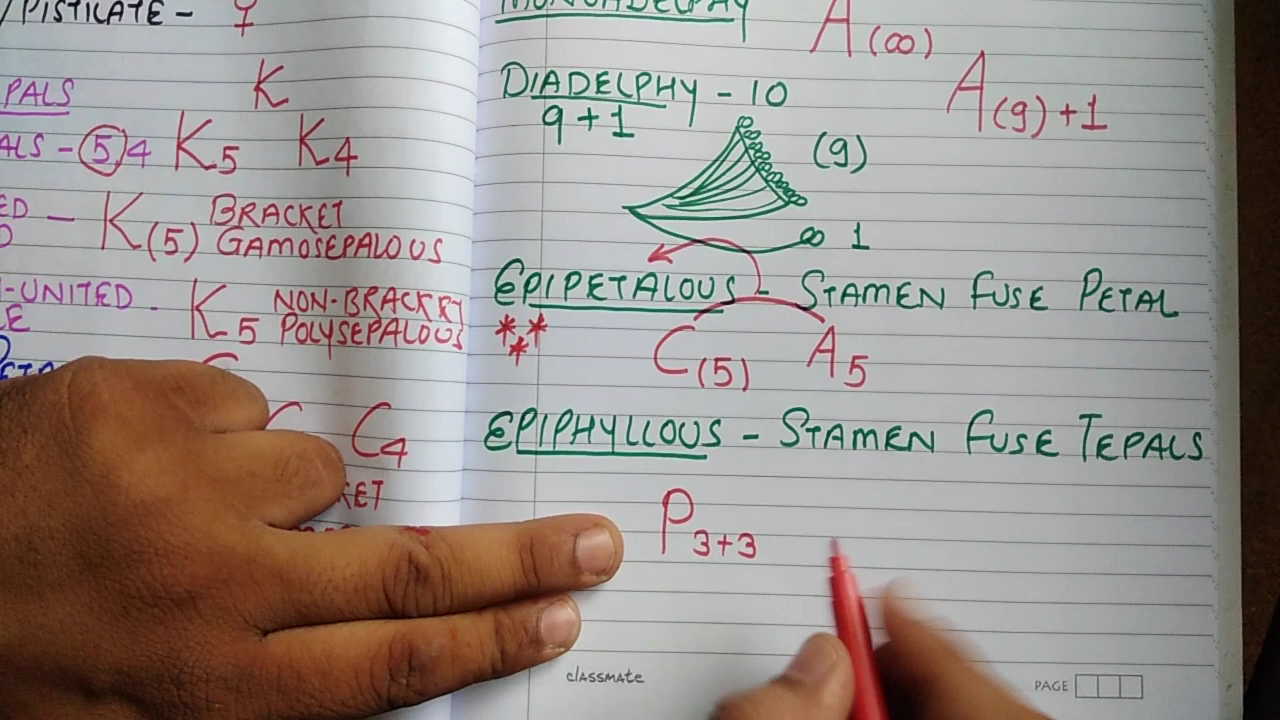 /PISTILLATE - ♀
PALS K
ALS - 5 4 K5 K4
ED - K(5) BRACKET
GAMOSEPALOUS
-UNITED - K5 NON-BRACKRT
POLYSEPALOUS
C4
KET
A(∞)
DIADELPHY - 10
9+1
A(9)+1
(9)
1
EPIPETALOUS - STAMEN FUSE PETAL
***
C(5) A5
EPIPHYLLOUS - STAMEN FUSE TEPALS
P3+3
classmate
PAGE